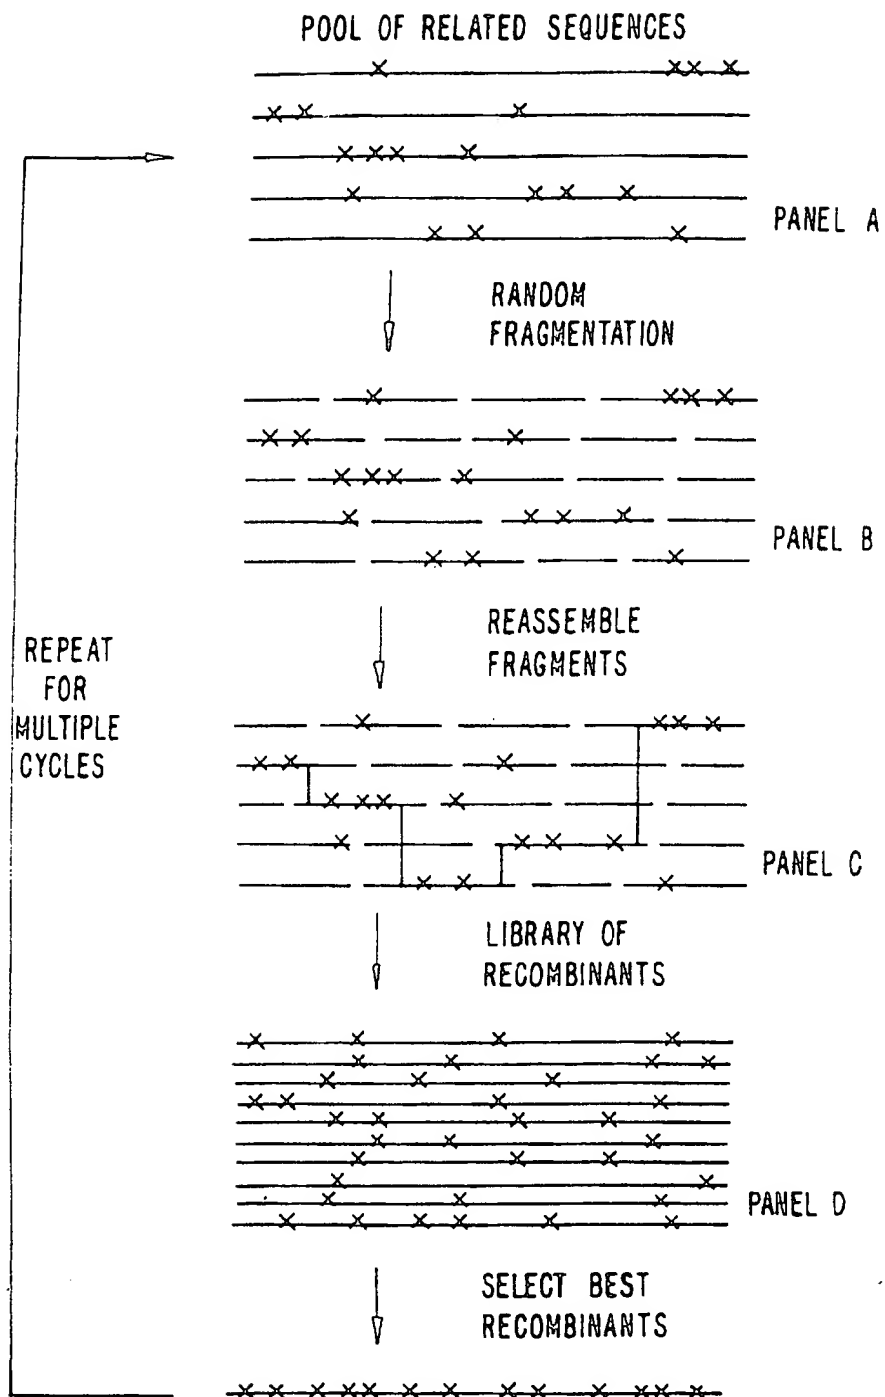 POOL OF RELATED SEQUENCES
PANEL A
RANDOM
FRAGMENTATION
PANEL B
REASSEMBLE
FRAGMENTS
REPEAT
FOR
MULTIPLE
CYCLES
PANEL C
LIBRARY OF
RECOMBINANTS
PANEL D
SELECT BEST
RECOMBINANTS